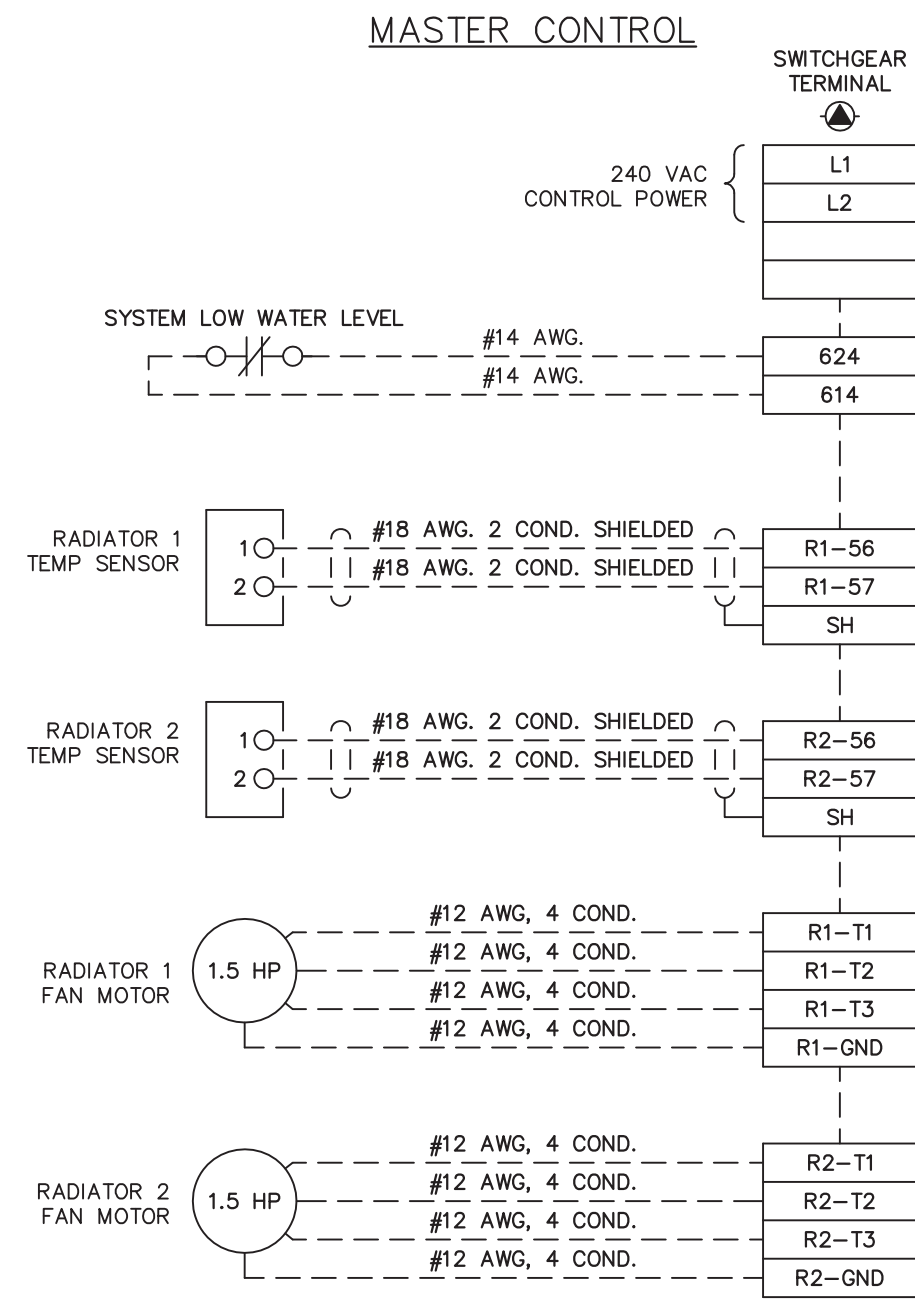 MASTER CONTROL
SWITCHGEAR
TERMINAL
240 VAC
CONTROL POWER
L1
L2
SYSTEM LOW WATER LEVEL
#14 AWG.
624
#14 AWG.
614
RADIATOR 1
TEMP SENSOR
1
#18 AWG. 2 COND. SHIELDED
R1-56
2
#18 AWG. 2 COND. SHIELDED
R1-57
SH
RADIATOR 2
TEMP SENSOR
1
#18 AWG. 2 COND. SHIELDED
R2-56
2
#18 AWG. 2 COND. SHIELDED
R2-57
SH
RADIATOR 1
FAN MOTOR
1.5 HP
#12 AWG, 4 COND.
R1-T1
#12 AWG, 4 COND.
R1-T2
#12 AWG, 4 COND.
R1-T3
#12 AWG, 4 COND.
R1-GND
RADIATOR 2
FAN MOTOR
1.5 HP
#12 AWG, 4 COND.
R2-T1
#12 AWG, 4 COND.
R2-T2
#12 AWG, 4 COND.
R2-T3
#12 AWG, 4 COND.
R2-GND